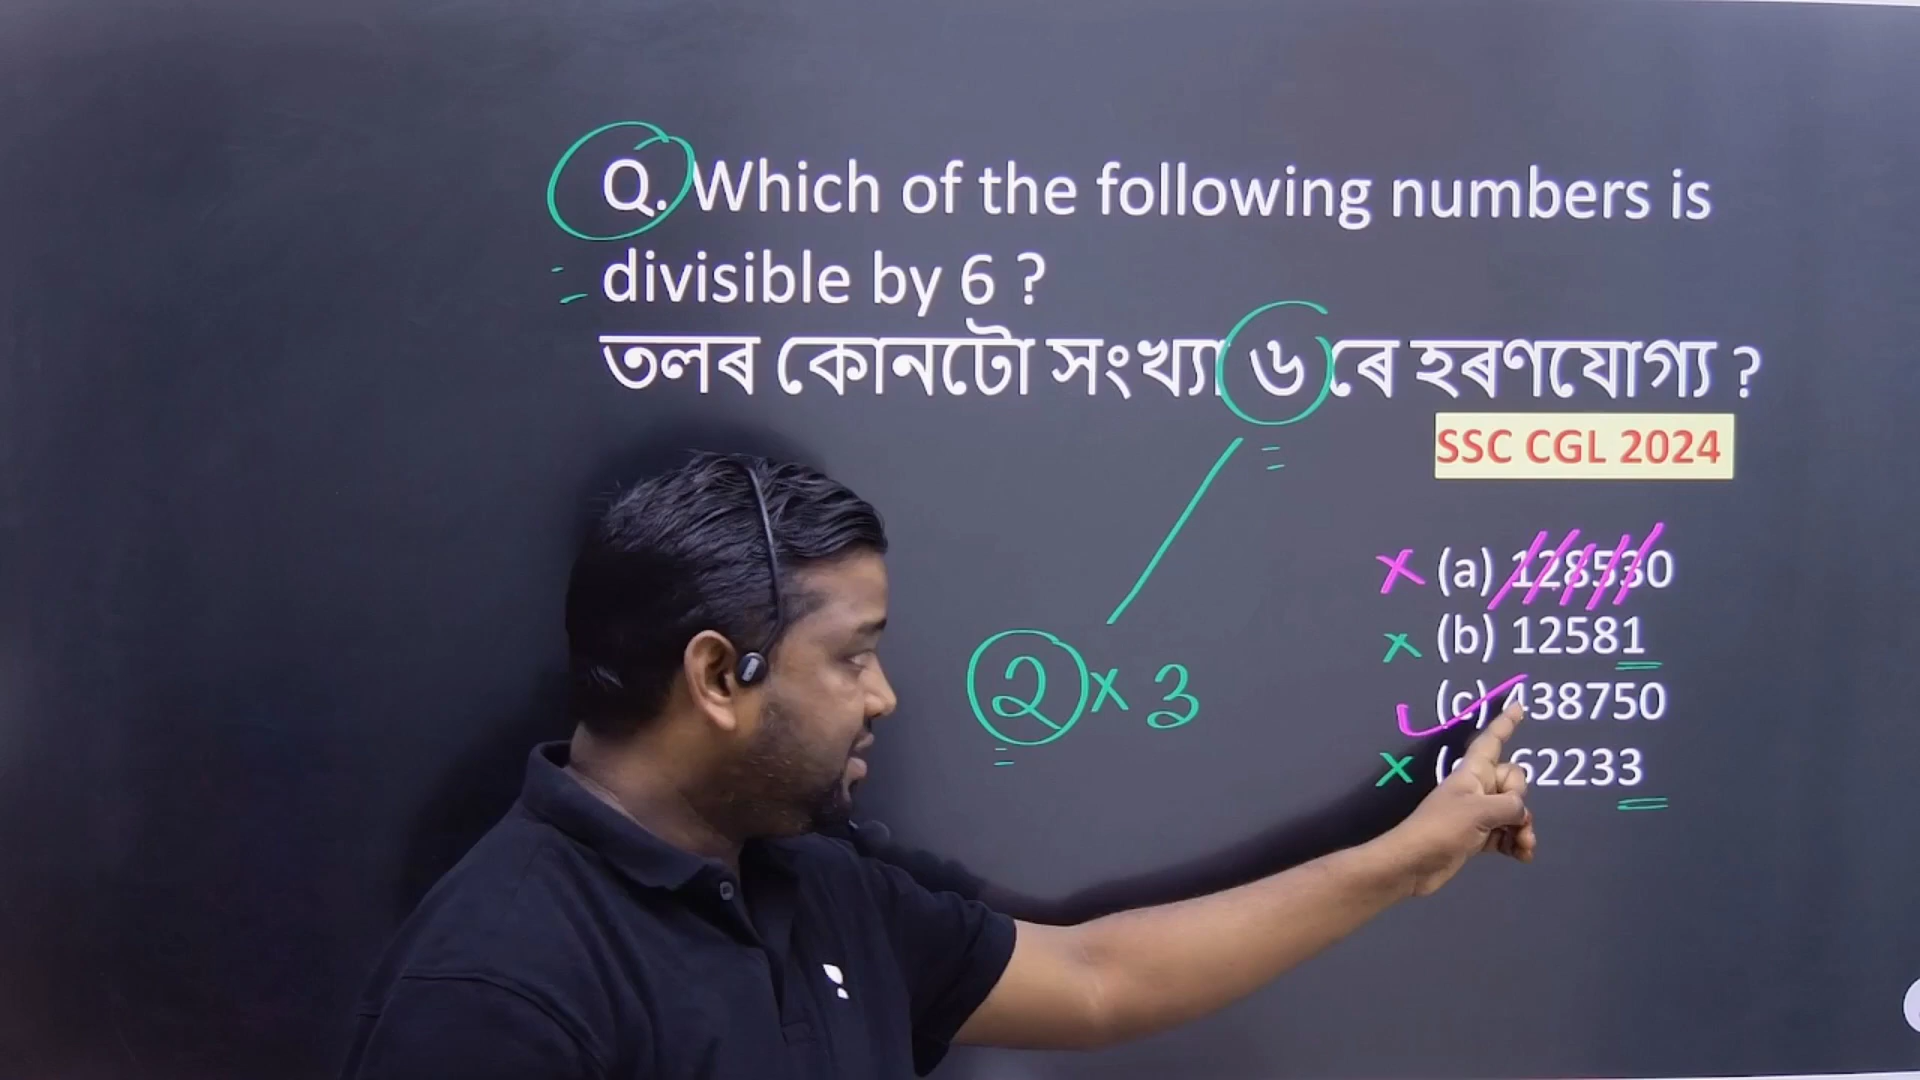 Q. Which of the following numbers is
divisible by 6 ?
তলৰ কোনটো সংখ্যা ৬ ৰে হৰণযোগ্য ?
SSC CGL 2024
(a) 128530
(b) 12581
2 x 3
(c) 438750
62233